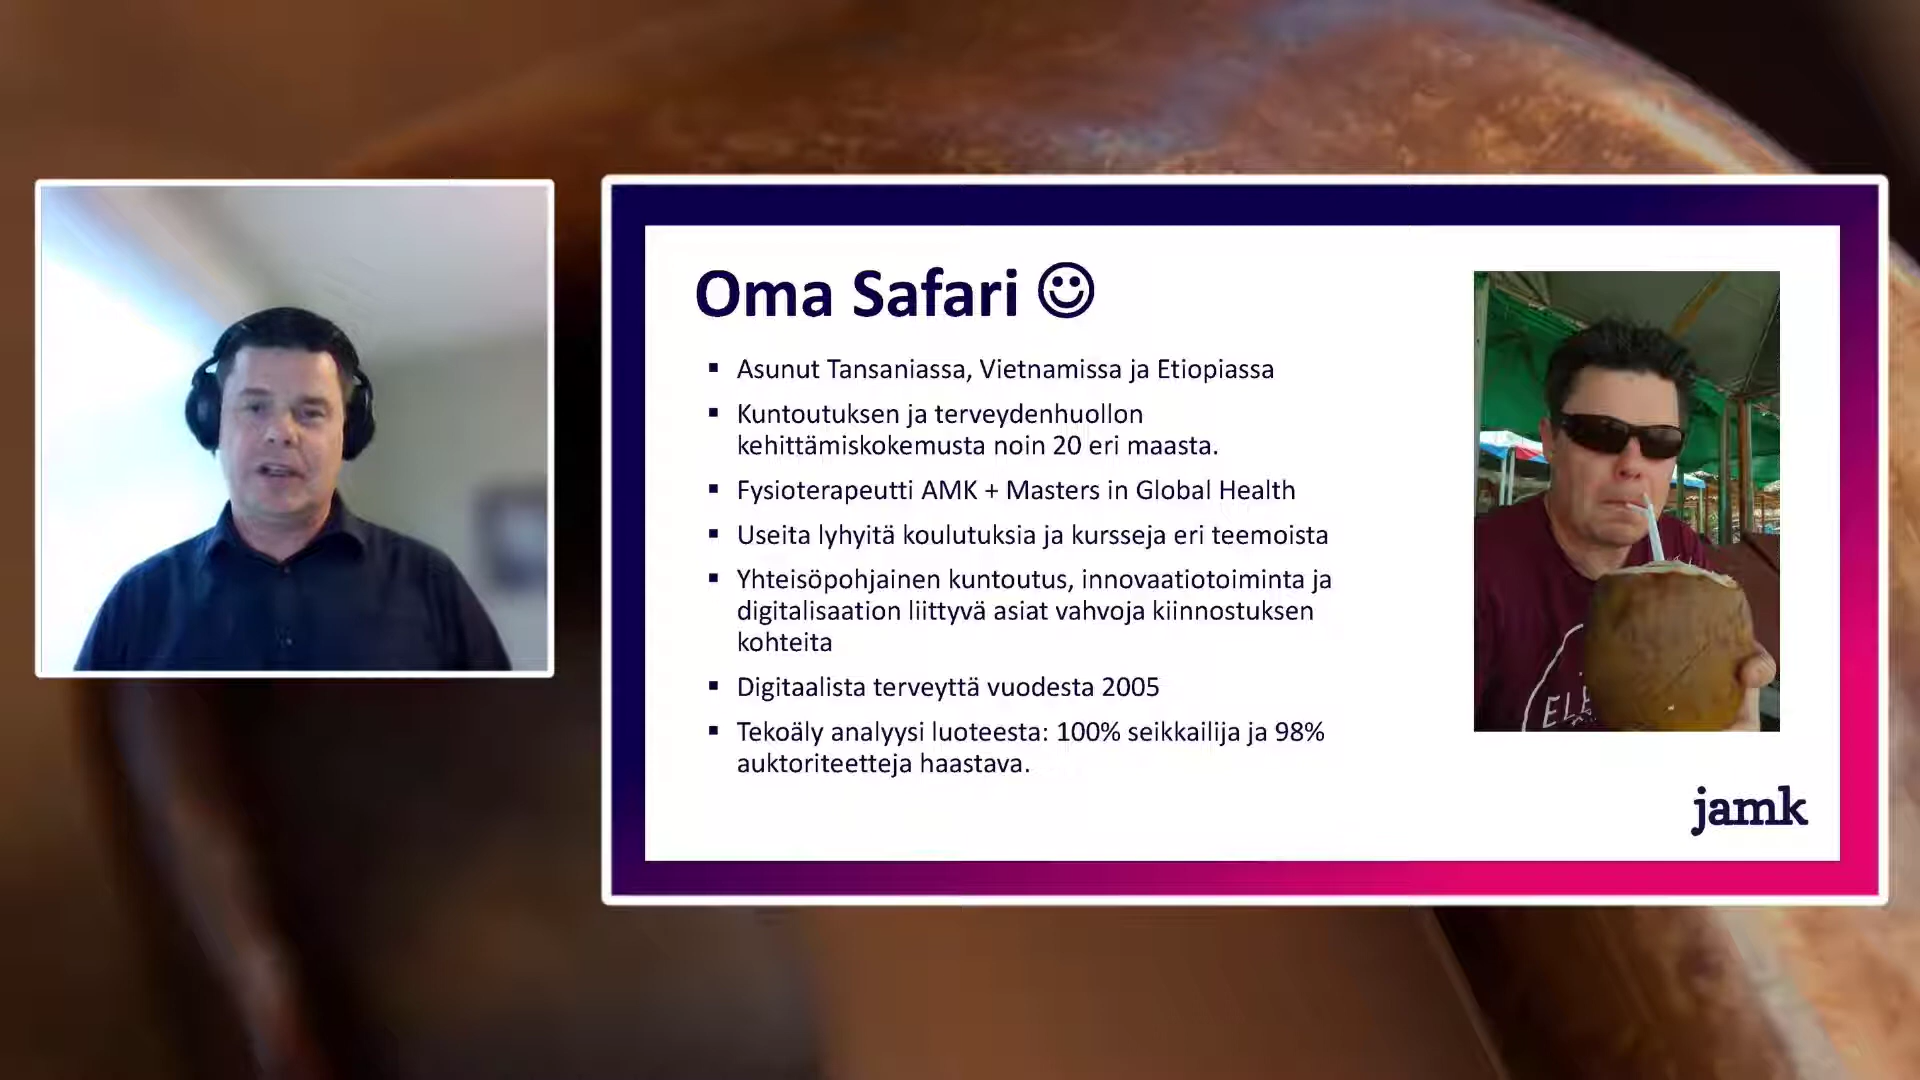 Oma Safari ☺
▪ Asunut Tansaniassa, Vietnamissa ja Etiopiassa
▪ Kuntoutuksen ja terveydenhuollon
kehittämiskokemusta noin 20 eri maasta.
▪ Fysioterapeutti AMK + Masters in Global Health
▪ Useita lyhyitä koulutuksia ja kursseja eri teemoista
▪ Yhteisöpohjainen kuntoutus, innovaatiotoiminta ja
digitalisaation liittyvä asiat vahvoja kiinnostuksen
kohteita
▪ Digitaalista terveyttä vuodesta 2005
▪ Tekoäly analyysi luoteesta: 100% seikkailija ja 98%
auktoriteetteja haastava.
jamk